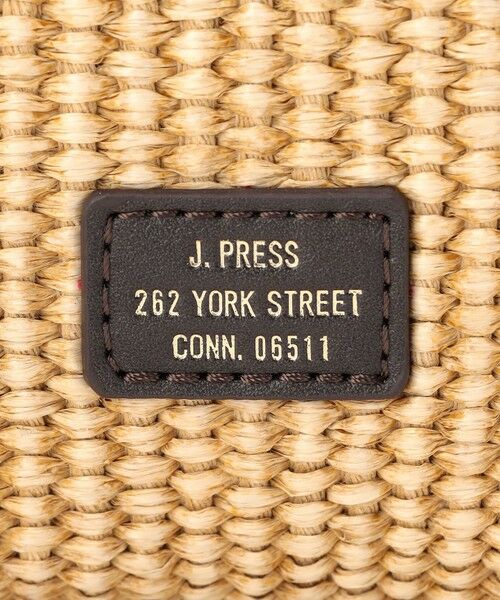 J. PRESS
262 YORK STREET
CONN. 06511